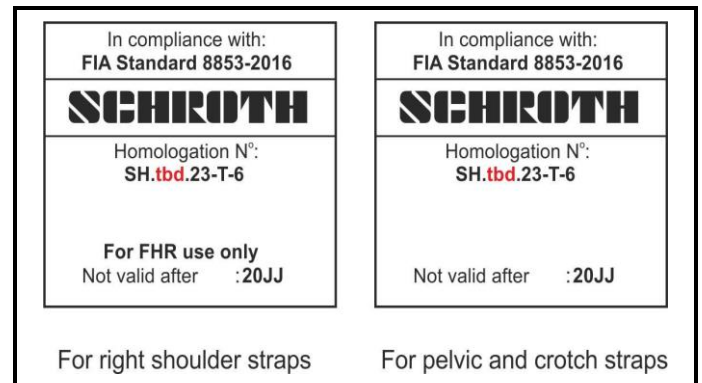 In compliance with:
FIA Standard 8853-2016
SCHROTH
Homologation N°:
SH.tbd.23-T-6
For FHR use only
Not valid after :20JJ
For right shoulder straps
In compliance with:
FIA Standard 8853-2016
SCHROTH
Homologation N°:
SH.tbd.23-T-6
Not valid after :20JJ
For pelvic and crotch straps